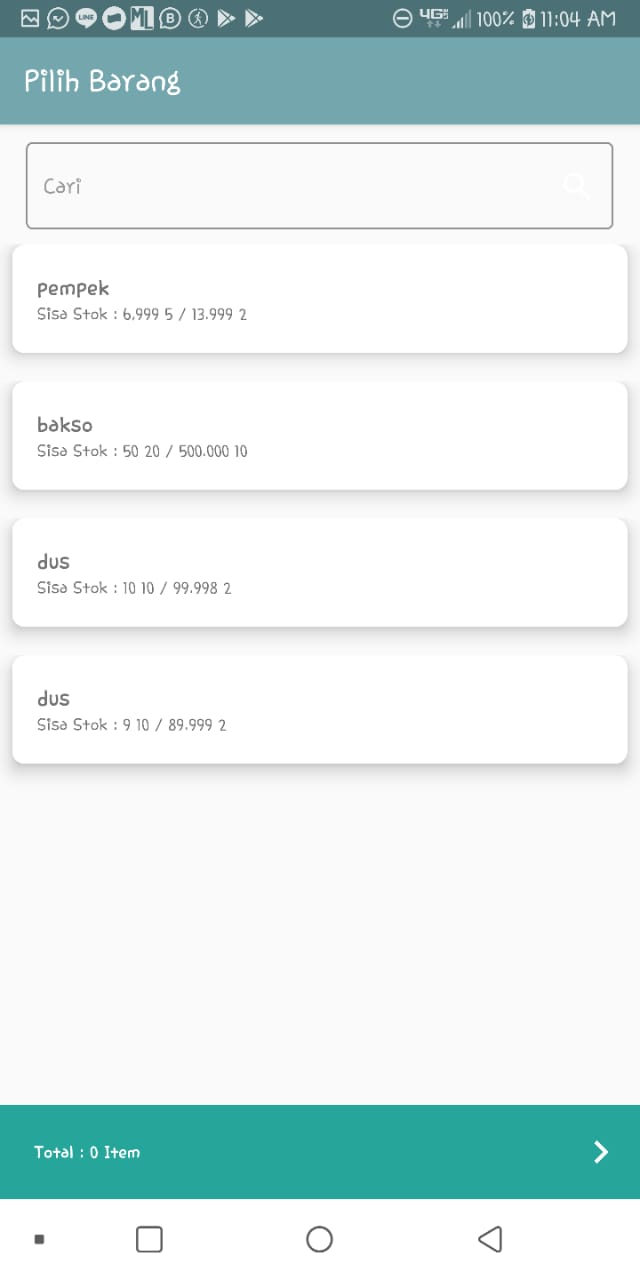 LINE ML B 4G 100% 11:04 AM
Pilih Barang
Cari
pempek
Sisa Stok : 6,999 5 / 13.999 2
bakso
Sisa Stok : 50 20 / 500.000 10
dus
Sisa Stok : 10 10 / 99.998 2
dus
Sisa Stok : 9 10 / 89.999 2
Total : 0 Item